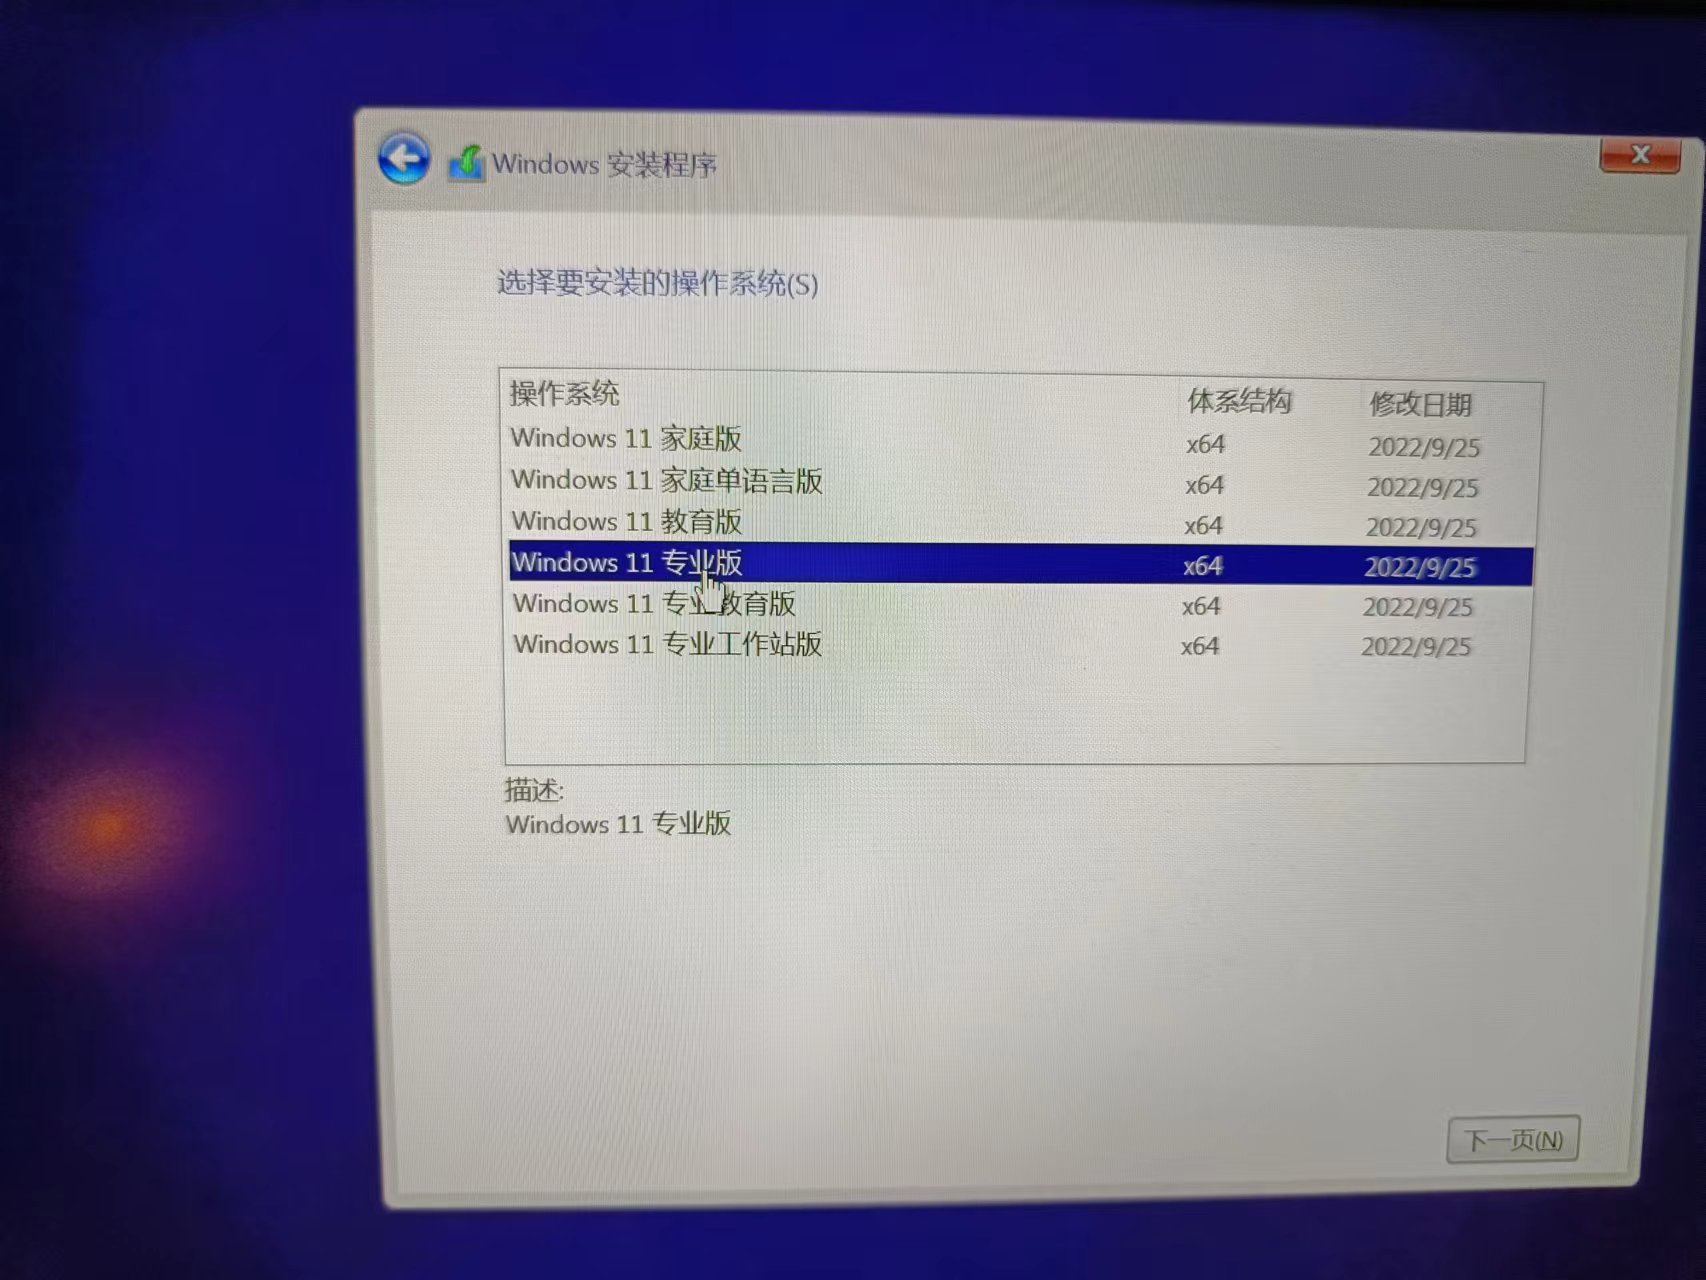 Windows 安装程序
选择要安装的操作系统(S)
操作系统 体系结构 修改日期
Windows 11 家庭版 x64 2022/9/25
Windows 11 家庭单语言版 x64 2022/9/25
Windows 11 教育版 x64 2022/9/25
Windows 11 专业版 x64 2022/9/25
Windows 11 专业教育版 x64 2022/9/25
Windows 11 专业工作站版 x64 2022/9/25
描述:
Windows 11 专业版
下一页(N)